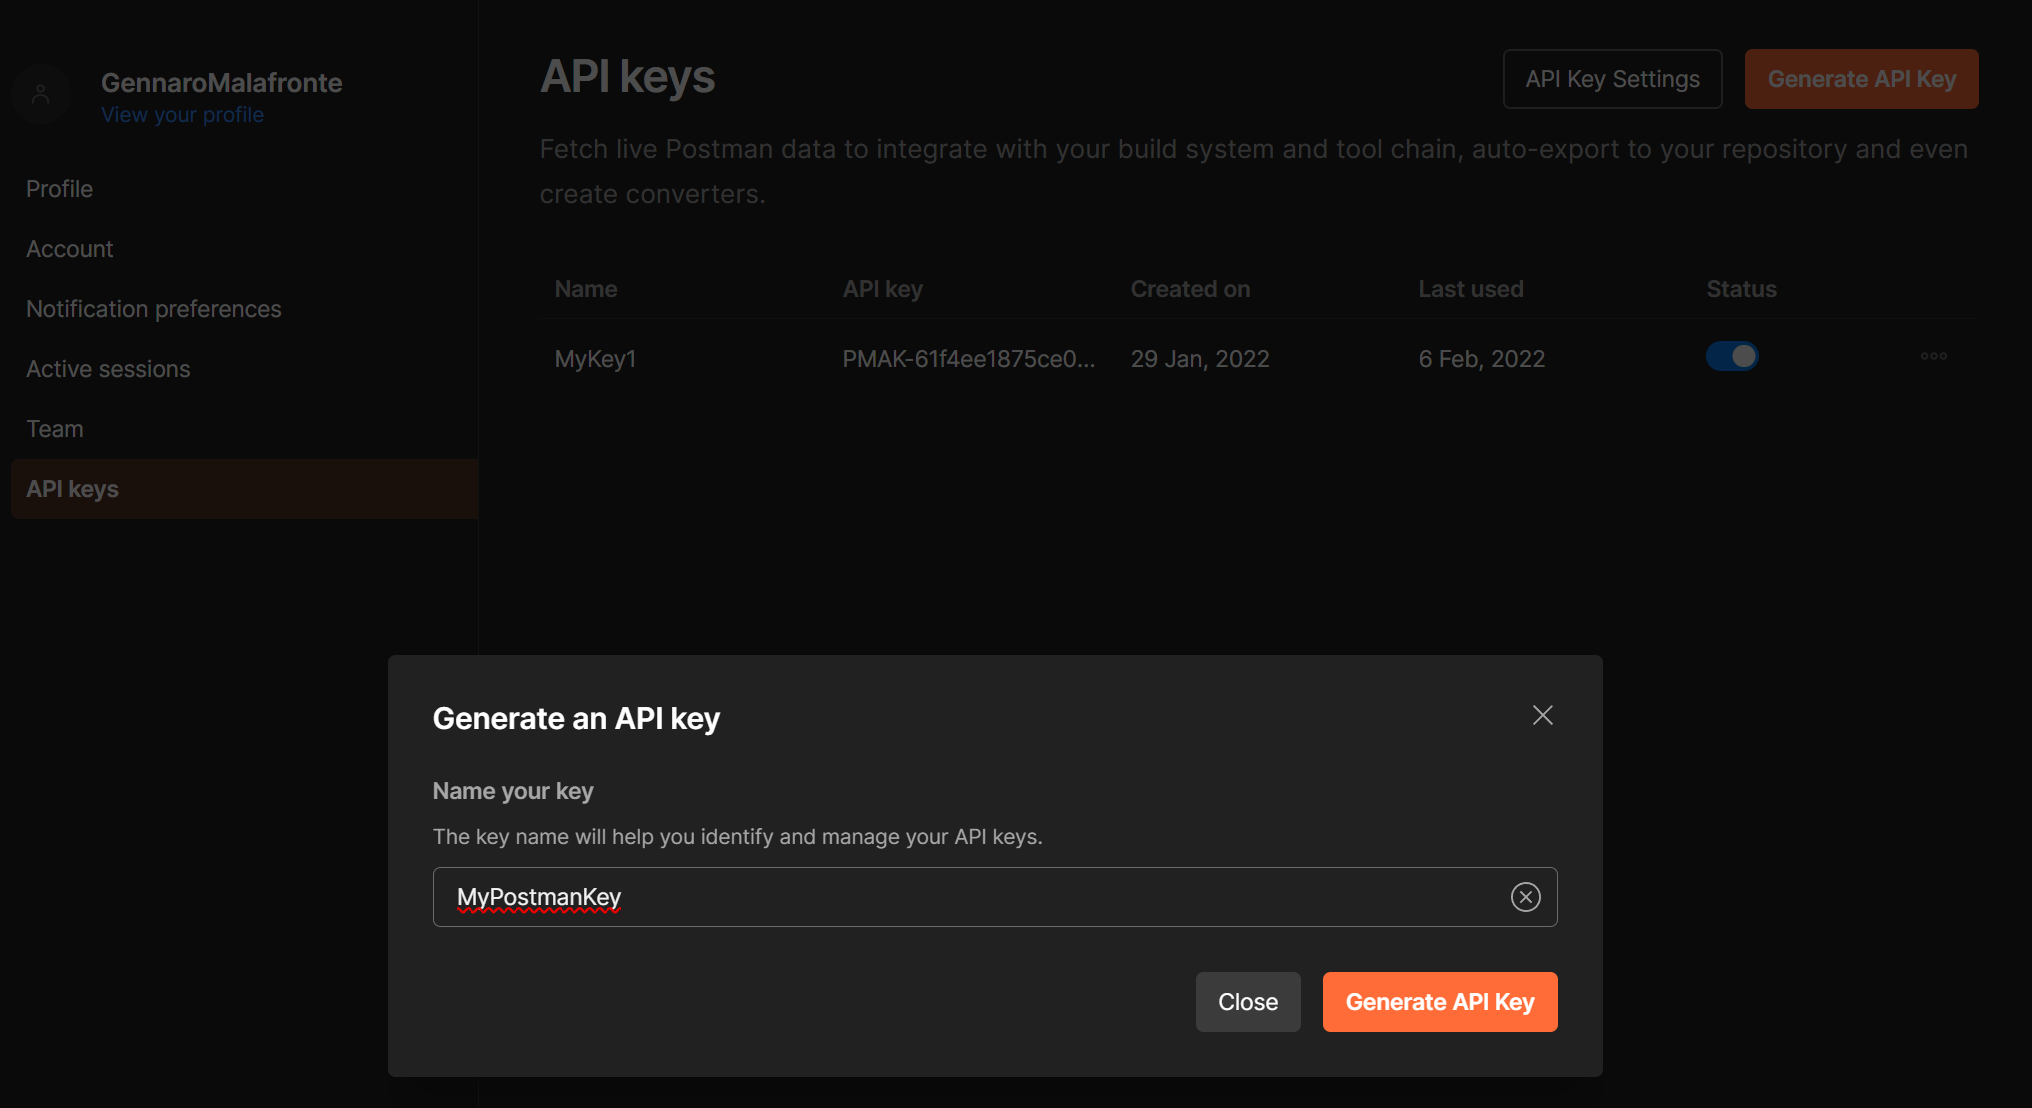 GennaroMalafronte
View your profile
Profile
Account
Notification preferences
Active sessions
Team
API keys
API keys
API Key Settings
Generate API Key
Fetch live Postman data to integrate with your build system and tool chain, auto-export to your repository and even
create converters.
Name API key Created on Last used Status
MyKey1 PMAK-61f4ee1875ce0... 29 Jan, 2022 6 Feb, 2022
Generate an API key
Name your key
The key name will help you identify and manage your API keys.
MyPostmanKey
Close Generate API Key